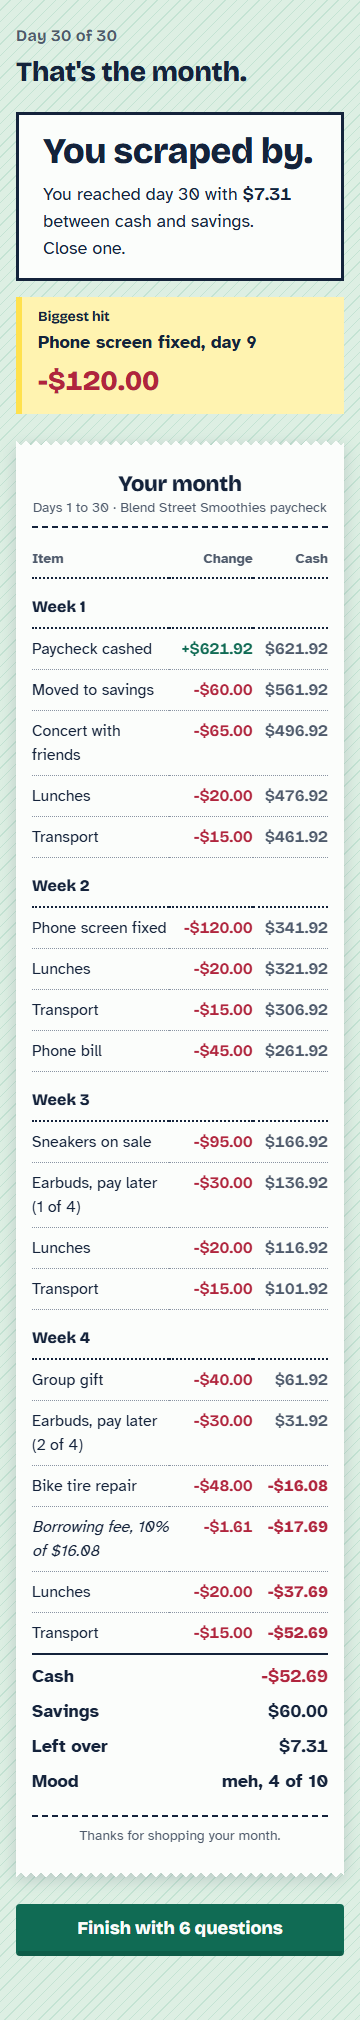 Day 30 of 30
That's the month.
You scraped by.
You reached day 30 with $7.31
between cash and savings.
Close one.
Biggest hit
Phone screen fixed, day 9
-$120.00
Your month
Days 1 to 30 · Blend Street Smoothies paycheck
Item Change Cash
Week 1
Paycheck cashed +$621.92 $621.92
Moved to savings -$60.00 $561.92
Concert with -$65.00 $496.92
friends
Lunches -$20.00 $476.92
Transport -$15.00 $461.92
Week 2
Phone screen fixed -$120.00 $341.92
Lunches -$20.00 $321.92
Transport -$15.00 $306.92
Phone bill -$45.00 $261.92
Week 3
Sneakers on sale -$95.00 $166.92
Earbuds, pay later -$30.00 $136.92
(1 of 4)
Lunches -$20.00 $116.92
Transport -$15.00 $101.92
Week 4
Group gift -$40.00 $61.92
Earbuds, pay later -$30.00 $31.92
(2 of 4)
Bike tire repair -$48.00 -$16.08
Borrowing fee, 10% -$1.61 -$17.69
of $16.08
Lunches -$20.00 -$37.69
Transport -$15.00 -$52.69
Cash -$52.69
Savings $60.00
Left over $7.31
Mood meh, 4 of 10
Thanks for shopping your month.
Finish with 6 questions